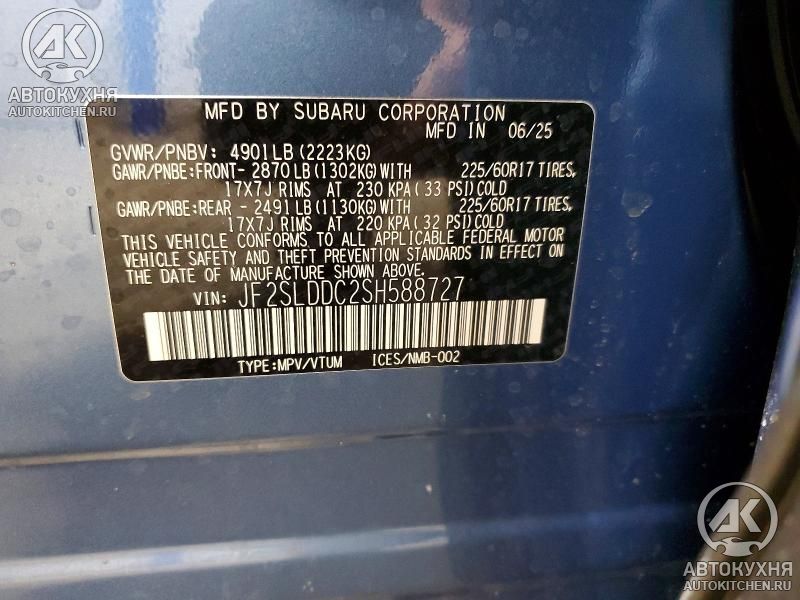 АК
АВТОКУХНЯ
AUTOKITCHEN.RU
MFD BY SUBARU CORPORATION
MFD IN 06/25
GVWR/PNBV: 4901LB(2223KG)
GAWR/PNBE:FRONT- 2870LB(1302KG)WITH 225/60R17 TIRES,
17X7J RIMS AT 230 KPA(33 PSI)COLD
GAWR/PNBE:REAR -2491LB(1130KG)WITH 225/60R17 TIRES,
17X7J RIMS AT 220 KPA(32 PSI)COLD
THIS VEHICLE CONFORMS TO ALL APPLICABLE FEDERAL MOTOR
VEHICLE SAFETY AND THEFT PREVENTION STANDARDS IN EFFECT ON
THE DATE OF MANUFACTURE SHOWN ABOVE.
VIN: JF2SLDDC2SH588727
TYPE:MPV/VTUM ICES/NMB-002
АК
АВТОКУХНЯ
AUTOKITCHEN.RU